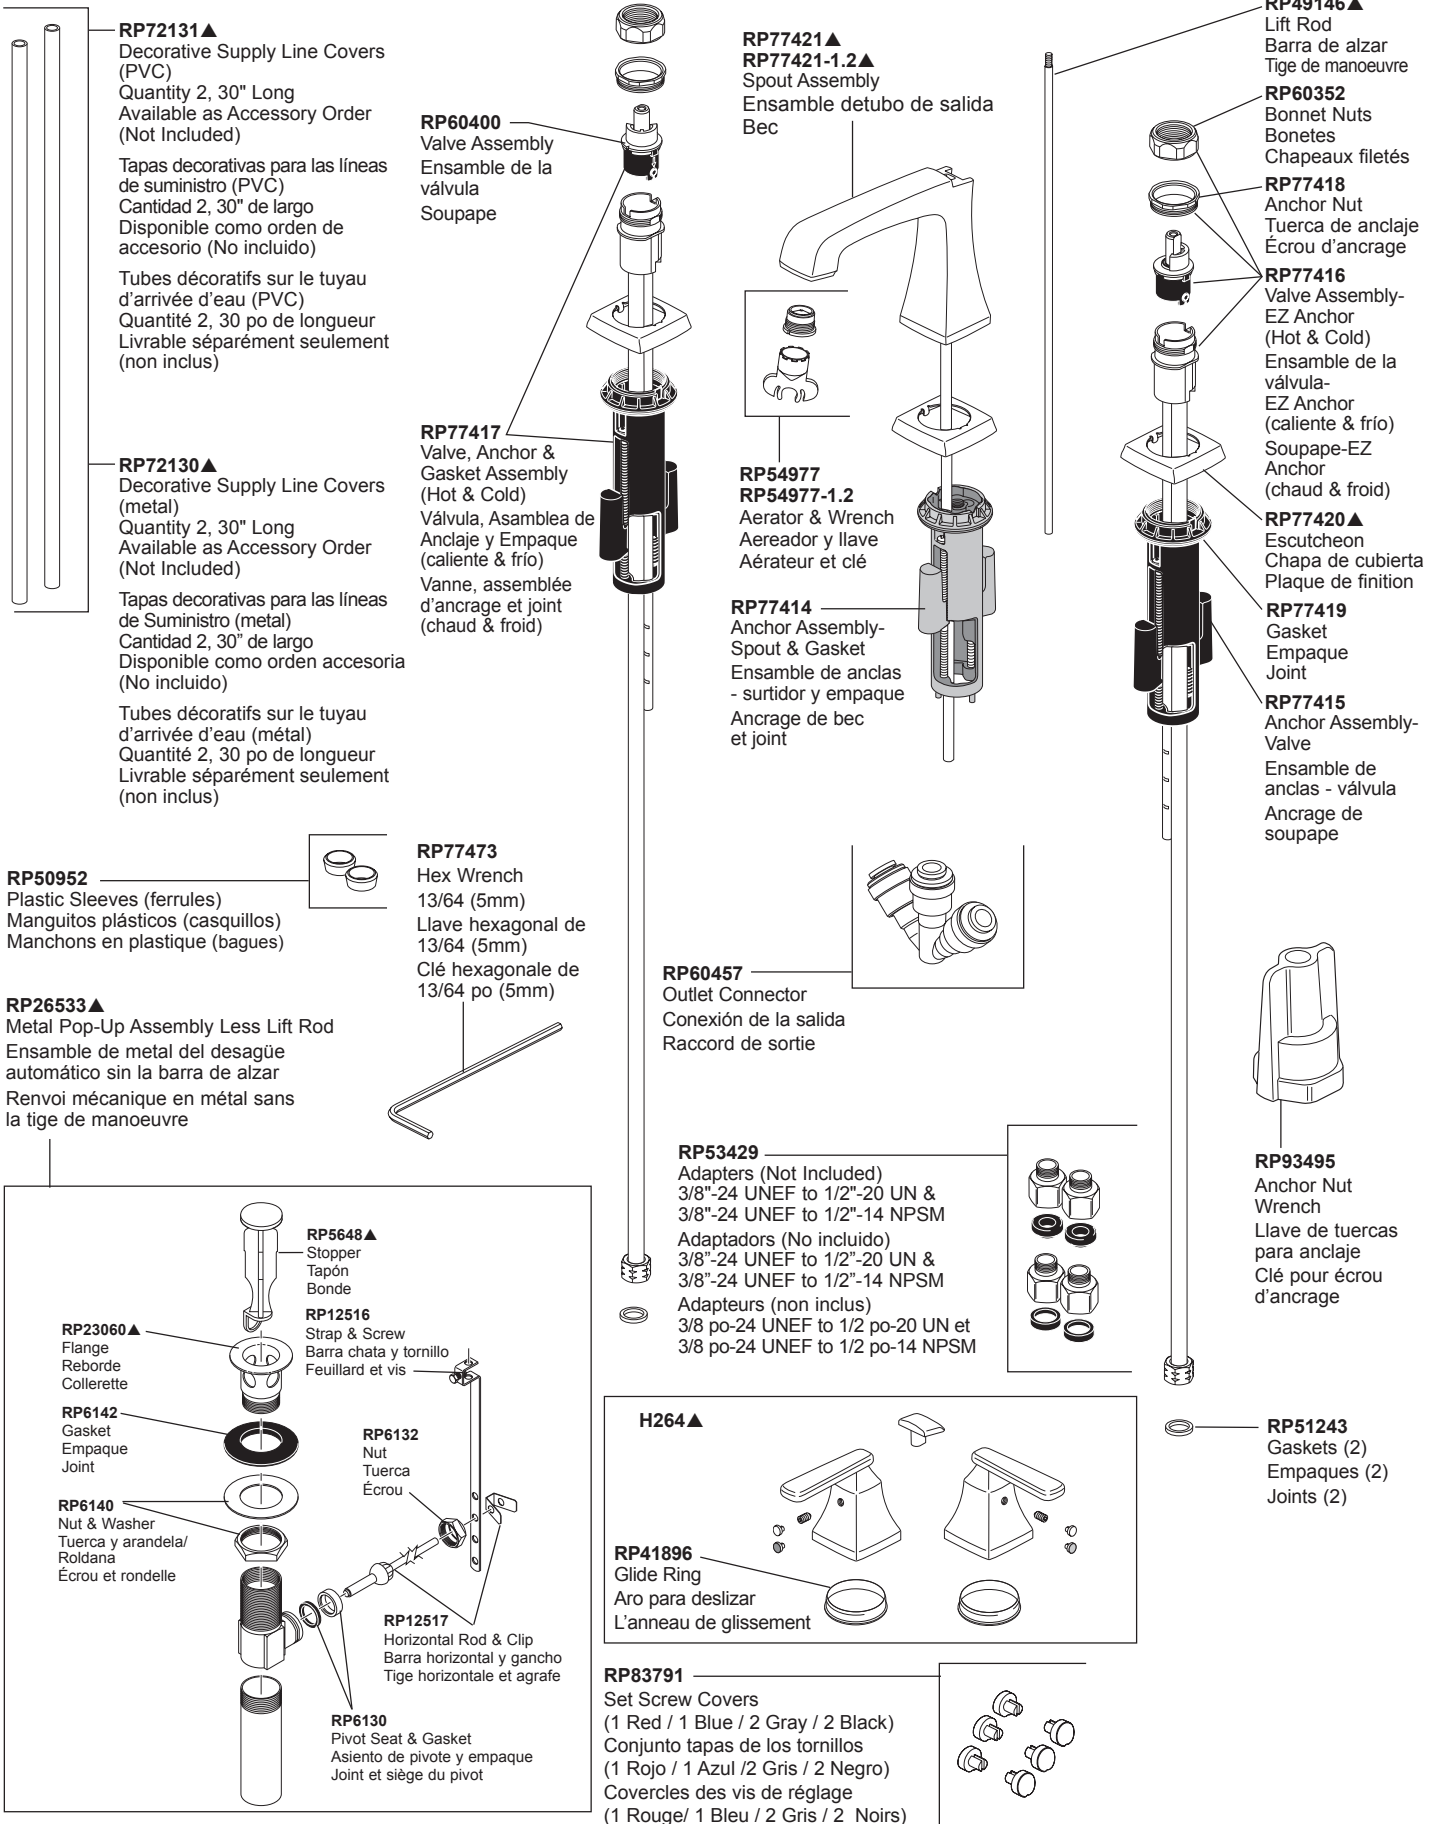 RP72131▲
Decorative Supply Line Covers
(PVC)
Quantity 2, 30" Long
Available as Accessory Order
(Not Included)
Tapas decorativas para las líneas
de suministro (PVC)
Cantidad 2, 30" de largo
Disponible como orden de
accesorio (No incluido)
Tubes décoratifs sur le tuyau
d'arrivée d'eau (PVC)
Quantité 2, 30 po de longueur
Livrable séparément seulement
(non inclus)
RP72130▲
Decorative Supply Line Covers
(metal)
Quantity 2, 30" Long
Available as Accessory Order
(Not Included)
Tapas decorativas para las líneas
de Suministro (metal)
Cantidad 2, 30” de largo
Disponible como orden accesoria
(No incluido)
Tubes décoratifs sur le tuyau
d'arrivée d'eau (métal)
Quantité 2, 30 po de longueur
Livrable séparément seulement
(non inclus)
RP60400
Valve Assembly
Ensamble de la
válvula
Soupape
RP77417
Valve, Anchor &
Gasket Assembly
(Hot & Cold)
Válvula, Asamblea de
Anclaje y Empaque
(caliente & frío)
Vanne, assemblée
d'ancrage et joint
(chaud & froid)
RP77421▲
RP77421-1.2▲
Spout Assembly
Ensamble detubo de salida
Bec
RP54977
RP54977-1.2
Aerator & Wrench
Aereador y llave
Aérateur et clé
RP77414
Anchor Assembly-
Spout & Gasket
Ensamble de anclas
- surtidor y empaque
Ancrage de bec
et joint
RP49146▲
Lift Rod
Barra de alzar
Tige de manoeuvre
RP60352
Bonnet Nuts
Bonetes
Chapeaux filetés
RP77418
Anchor Nut
Tuerca de anclaje
Écrou d'ancrage
RP77416
Valve Assembly-
EZ Anchor
(Hot & Cold)
Ensamble de la
válvula-
EZ Anchor
(caliente & frío)
Soupape-EZ
Anchor
(chaud & froid)
RP77420▲
Escutcheon
Chapa de cubierta
Plaque de finition
RP77419
Gasket
Empaque
Joint
RP77415
Anchor Assembly-
Valve
Ensamble de
anclas - válvula
Ancrage de
soupape
RP50952
Plastic Sleeves (ferrules)
Manguitos plásticos (casquillos)
Manchons en plastique (bagues)
RP77473
Hex Wrench
13/64 (5mm)
Llave hexagonal de
13/64 (5mm)
Clé hexagonale de
13/64 po (5mm)
RP60457
Outlet Connector
Conexión de la salida
Raccord de sortie
RP26533▲
Metal Pop-Up Assembly Less Lift Rod
Ensamble de metal del desagüe
automático sin la barra de alzar
Renvoi mécanique en métal sans
la tige de manoeuvre
RP53429
Adapters (Not Included)
3/8"-24 UNEF to 1/2"-20 UN &
3/8"-24 UNEF to 1/2"-14 NPSM
Adaptadors (No incluido)
3/8”-24 UNEF to 1/2”-20 UN &
3/8”-24 UNEF to 1/2”-14 NPSM
Adapteurs (non inclus)
3/8 po-24 UNEF to 1/2 po-20 UN et
3/8 po-24 UNEF to 1/2 po-14 NPSM
RP93495
Anchor Nut
Wrench
Llave de tuercas
para anclaje
Clé pour écrou
d'ancrage
RP5648▲
Stopper
Tapón
Bonde
RP12516
Strap & Screw
Barra chata y tornillo
Feuillard et vis
RP23060▲
Flange
Reborde
Collerette
RP6142
Gasket
Empaque
Joint
RP6132
Nut
Tuerca
Écrou
RP6140
Nut & Washer
Tuerca y arandela/
Roldana
Écrou et rondelle
RP12517
Horizontal Rod & Clip
Barra horizontal y gancho
Tige horizontale et agrafe
RP6130
Pivot Seat & Gasket
Asiento de pivote y empaque
Joint et siège du pivot
H264▲
RP41896
Glide Ring
Aro para deslizar
L'anneau de glissement
RP51243
Gaskets (2)
Empaques (2)
Joints (2)
RP83791
Set Screw Covers
(1 Red / 1 Blue / 2 Gray / 2 Black)
Conjunto tapas de los tornillos
(1 Rojo / 1 Azul /2 Gris / 2 Negro)
Covercles des vis de réglage
(1 Rouge/ 1 Bleu / 2 Gris / 2 Noirs)